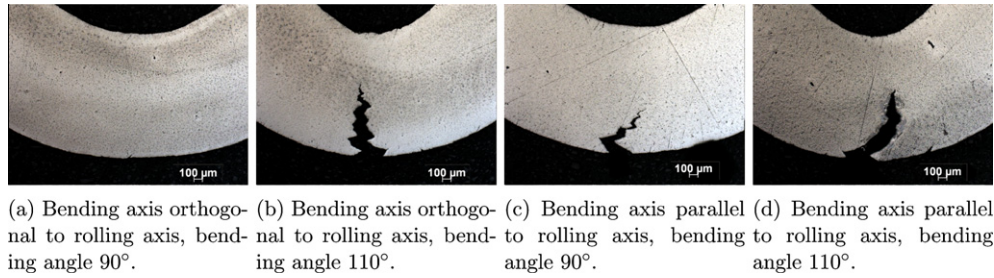 100 μm
100 μm
100 μm
100 μm
(a) Bending axis orthogo-
nal to rolling axis, bend-
ing angle 90°.
(b) Bending axis orthogo-
nal to rolling axis, bend-
ing angle 110°.
(c) Bending axis parallel
to rolling axis, bending
angle 90°.
(d) Bending axis parallel
to rolling axis, bending
angle 110°.